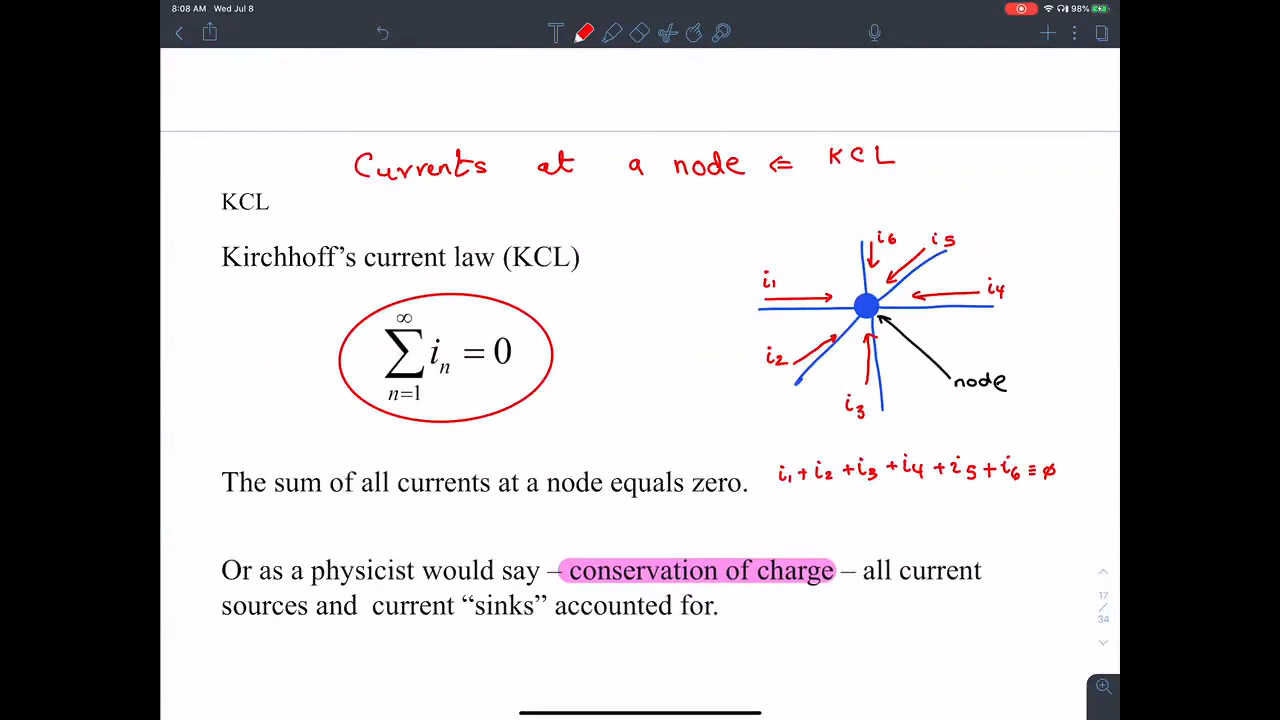 8:08 AM Wed Jul 8
98%
Currents at a node ⇐ KCL
KCL
Kirchhoff’s current law (KCL)
∞
∑ iₙ = 0
n=1
i₆
i₅
i₁
i₄
i₂
node
i₃
The sum of all currents at a node equals zero.
i₁ + i₂ + i₃ + i₄ + i₅ + i₆ ≡ ∅
Or as a physicist would say – conservation of charge – all current
sources and current “sinks” accounted for.
17
/
34